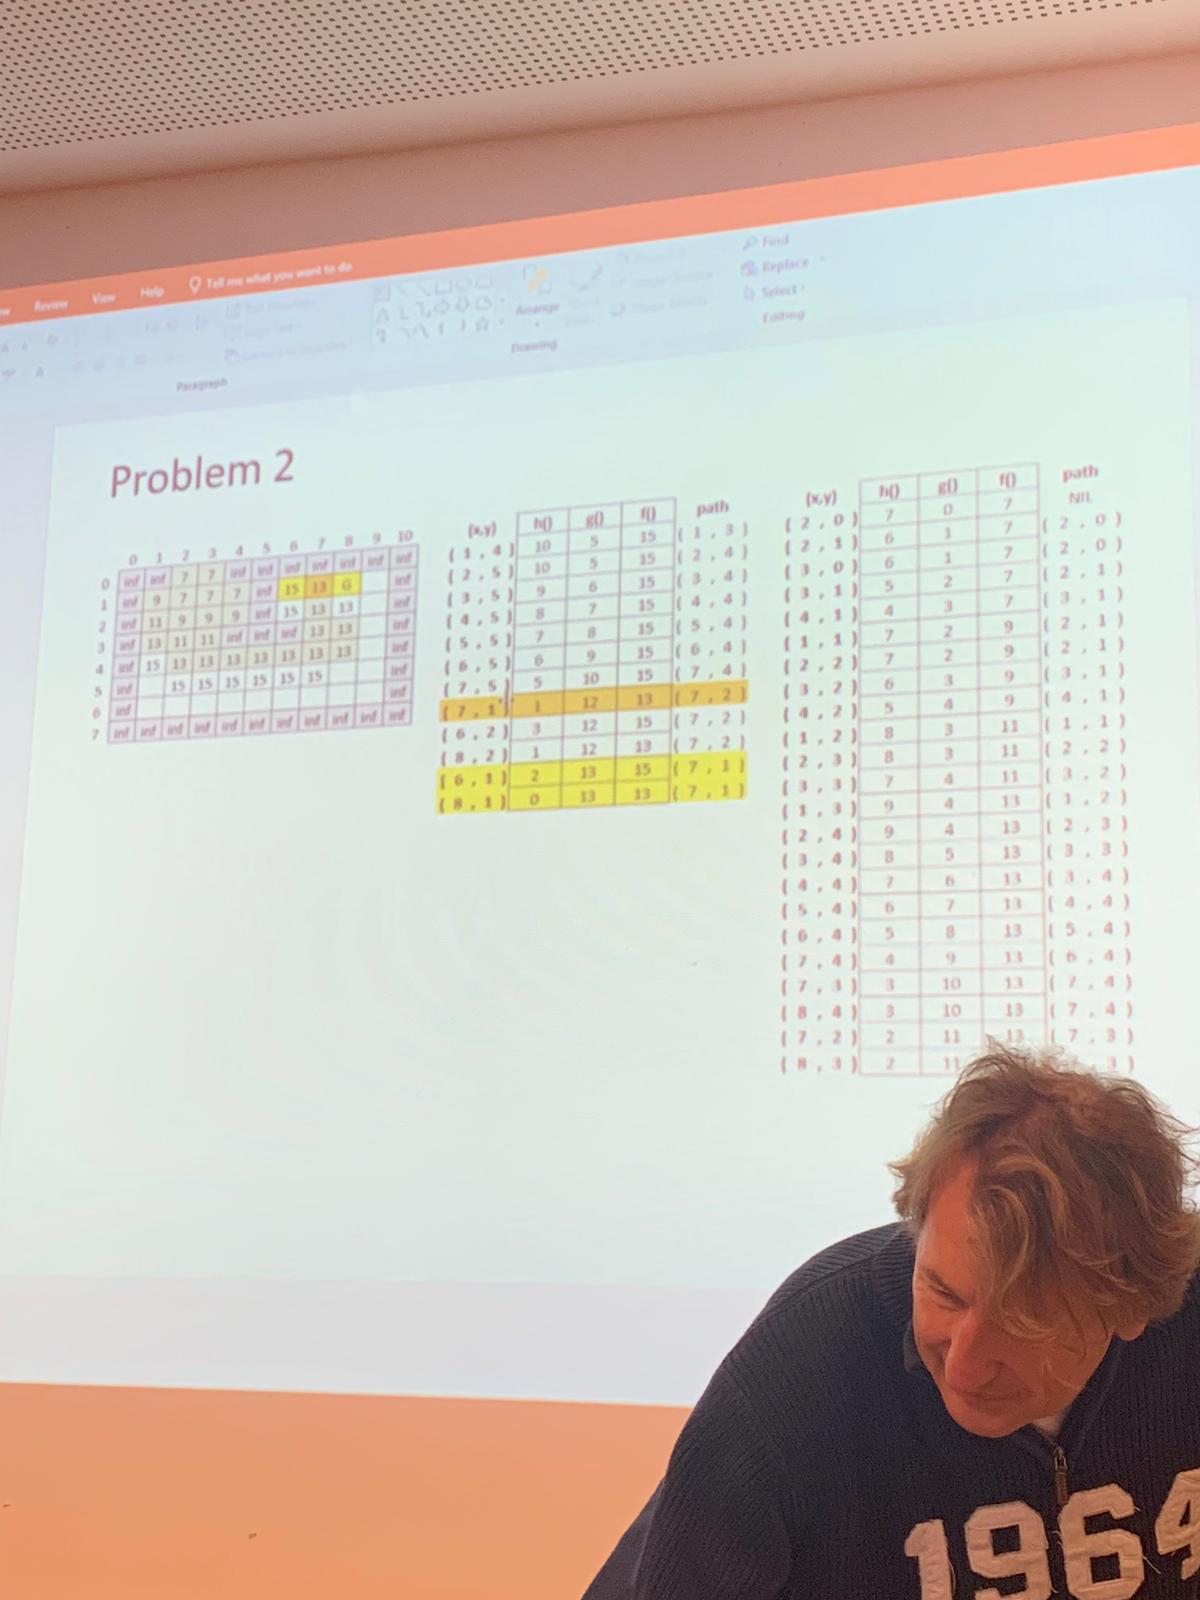 Review View Help Tell me what you want to do
Find
Replace
Select
Arrange
Editing
Drawing
Paragraph
Problem 2
0 1 2 3 4 5 6 7 8 9 10
0 inf inf 7 7 inf inf inf inf inf inf inf
1 inf 9 7 7 7 inf 15 13 G inf
2 inf 11 9 9 9 inf 15 13 13 inf
3 inf 13 11 11 inf inf inf 13 13 inf
4 inf 15 13 13 13 13 13 13 13 inf
5 inf 15 15 15 15 15 15 inf
6 inf inf
7 inf inf inf inf inf inf inf inf inf inf inf
(x,y) h() g() f() path
( 1 , 4 ) 10 5 15 ( 1 , 3 )
( 2 , 5 ) 10 5 15 ( 2 , 4 )
( 3 , 5 ) 9 6 15 ( 3 , 4 )
( 4 , 5 ) 8 7 15 ( 4 , 4 )
( 5 , 5 ) 7 8 15 ( 5 , 4 )
( 6 , 5 ) 6 9 15 ( 6 , 4 )
( 7 , 5 ) 5 10 15 ( 7 , 4 )
( 7 , 1 ) 1 12 13 ( 7 , 2 )
( 6 , 2 ) 3 12 15 ( 7 , 2 )
( 8 , 2 ) 1 12 13 ( 7 , 2 )
( 6 , 1 ) 2 13 15 ( 7 , 1 )
( 8 , 1 ) 0 13 13 ( 7 , 1 )
(x,y) h() g() f() path
( 2 , 0 ) 7 0 7 NIL
( 2 , 1 ) 6 1 7 ( 2 , 0 )
( 3 , 0 ) 6 1 7 ( 2 , 0 )
( 3 , 1 ) 5 2 7 ( 2 , 1 )
( 4 , 1 ) 4 3 7 ( 3 , 1 )
( 1 , 1 ) 7 2 9 ( 2 , 1 )
( 2 , 2 ) 7 2 9 ( 2 , 1 )
( 3 , 2 ) 6 3 9 ( 3 , 1 )
( 4 , 2 ) 5 4 9 ( 4 , 1 )
( 1 , 2 ) 8 3 11 ( 1 , 1 )
( 2 , 3 ) 8 3 11 ( 2 , 2 )
( 3 , 3 ) 7 4 11 ( 3 , 2 )
( 1 , 3 ) 9 4 13 ( 1 , 2 )
( 2 , 4 ) 9 4 13 ( 2 , 3 )
( 3 , 4 ) 8 5 13 ( 3 , 3 )
( 4 , 4 ) 7 6 13 ( 3 , 4 )
( 5 , 4 ) 6 7 13 ( 4 , 4 )
( 6 , 4 ) 5 8 13 ( 5 , 4 )
( 7 , 4 ) 4 9 13 ( 6 , 4 )
( 7 , 3 ) 3 10 13 ( 7 , 4 )
( 8 , 4 ) 3 10 13 ( 7 , 4 )
( 7 , 2 ) 2 11 13 ( 7 , 3 )
( 8 , 3 ) 2 11 3 )
1964